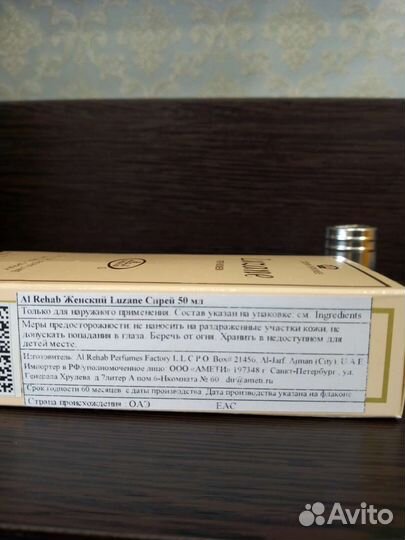 Luzane
Al Rehab Женский Luzane Спрей 50 мл
Только для наружного применения. Состав указан на упаковке. см. Ingredients
Меры предосторожности: не наносить на раздраженные участки кожи, не
допускать попадания в глаза. Беречь от огня. Хранить в недоступном для
детей месте.
Изготовитель: Al Rehab Perfumes Factory L.L.C P.O. Box# 21456, Al-Jarf, Ajman (City), U.A.E
Импортер в РФ/уполномоченное лицо: ООО «АМЕТИ» 197348 г. Санкт-Петербург , ул.
Генерала Хрулева д.7литер А пом 6-Нкомната № 60 . dir@ameti.ru
Срок годности 60 месяцев с даты производства. Дата производства указана на флаконе
Страна происхождения : ОАЭ EAC
Avito